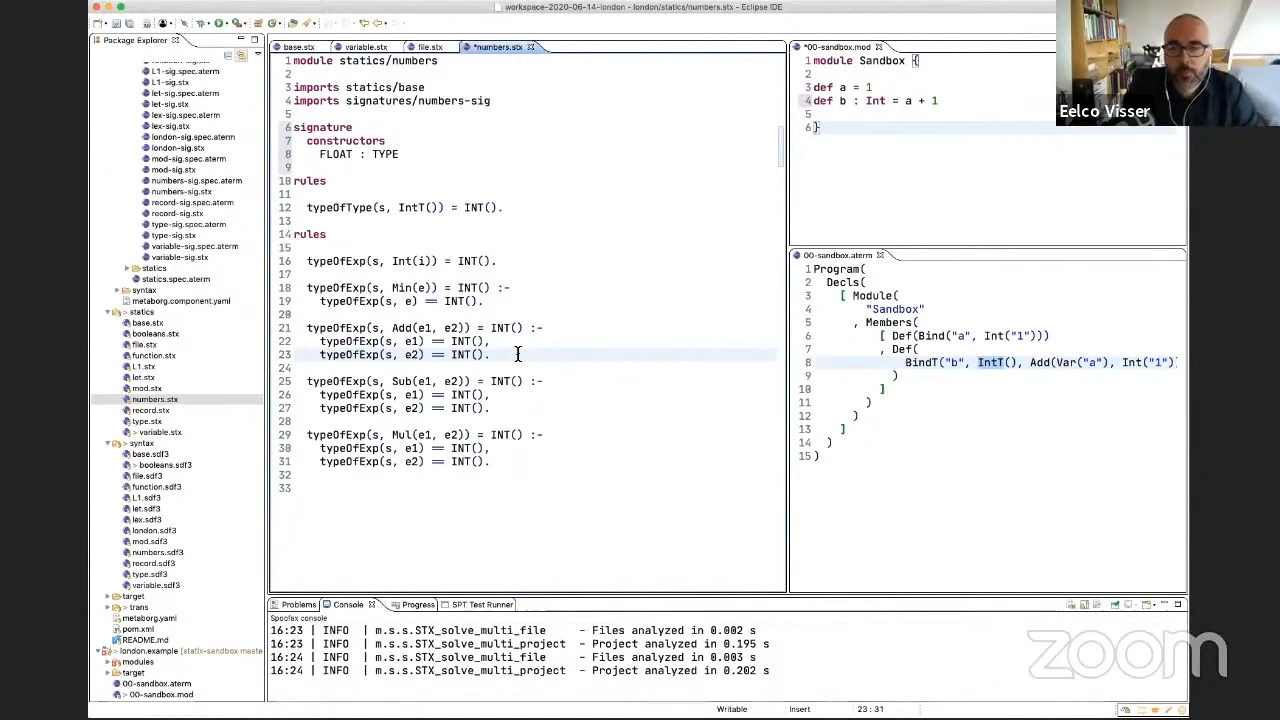 workspace-2020-06-14-london - london/statics/numbers.stx - Eclipse IDE
Package Explorer
L1-sig.spec.aterm
L1-sig.stx
let-sig.spec.aterm
let-sig.stx
lex-sig.spec.aterm
lex-sig.stx
london-sig.spec.aterm
london-sig.stx
mod-sig.spec.aterm
mod-sig.stx
numbers-sig.spec.aterm
numbers-sig.stx
record-sig.spec.aterm
record-sig.stx
type-sig.spec.aterm
type-sig.stx
variable-sig.spec.aterm
variable-sig.stx
statics
statics.spec.aterm
syntax
metaborg.component.yaml
> statics
base.stx
booleans.stx
file.stx
function.stx
L1.stx
let.stx
mod.stx
numbers.stx
record.stx
type.stx
> variable.stx
> syntax
base.sdf3
> booleans.sdf3
file.sdf3
function.sdf3
L1.sdf3
let.sdf3
lex.sdf3
london.sdf3
mod.sdf3
numbers.sdf3
record.sdf3
type.sdf3
variable.sdf3
target
> trans
metaborg.yaml
pom.xml
README.md
> london.example [statix-sandbox maste
modules
target
00-sandbox.aterm
> 00-sandbox.mod
base.stx variable.stx file.stx *numbers.stx
1 module statics/numbers
2
3 imports statics/base
4 imports signatures/numbers-sig
5
6 signature
7 constructors
8 FLOAT : TYPE
9
10 rules
11
12 typeOfType(s, IntT()) = INT().
13
14 rules
15
16 typeOfExp(s, Int(i)) = INT().
17
18 typeOfExp(s, Min(e)) = INT() :-
19 typeOfExp(s, e) == INT().
20
21 typeOfExp(s, Add(e1, e2)) = INT() :-
22 typeOfExp(s, e1) == INT(),
23 typeOfExp(s, e2) == INT().
24
25 typeOfExp(s, Sub(e1, e2)) = INT() :-
26 typeOfExp(s, e1) == INT(),
27 typeOfExp(s, e2) == INT().
28
29 typeOfExp(s, Mul(e1, e2)) = INT() :-
30 typeOfExp(s, e1) == INT(),
31 typeOfExp(s, e2) == INT().
32
33
*00-sandbox.mod
1 module Sandbox {
2
3 def a = 1
4 def b : Int = a + 1
5
6 }
Eelco Visser
00-sandbox.aterm
1 Program(
2 Decls(
3 [ Module(
4 "Sandbox"
5 , Members(
6 [ Def(Bind("a", Int("1")))
7 , Def(
8 BindT("b", IntT(), Add(Var("a"), Int("1")
9 )
10 ]
11 )
12 )
13 ]
14 )
15 )
Problems Console Progress SPT Test Runner
Spoofax console
16:23 | INFO | m.s.s.STX_solve_multi_file - Files analyzed in 0.002 s
16:23 | INFO | m.s.s.STX_solve_multi_project - Project analyzed in 0.195 s
16:24 | INFO | m.s.s.STX_solve_multi_file - Files analyzed in 0.003 s
16:24 | INFO | m.s.s.STX_solve_multi_project - Project analyzed in 0.202 s
zoom
Writable Insert 23 : 31